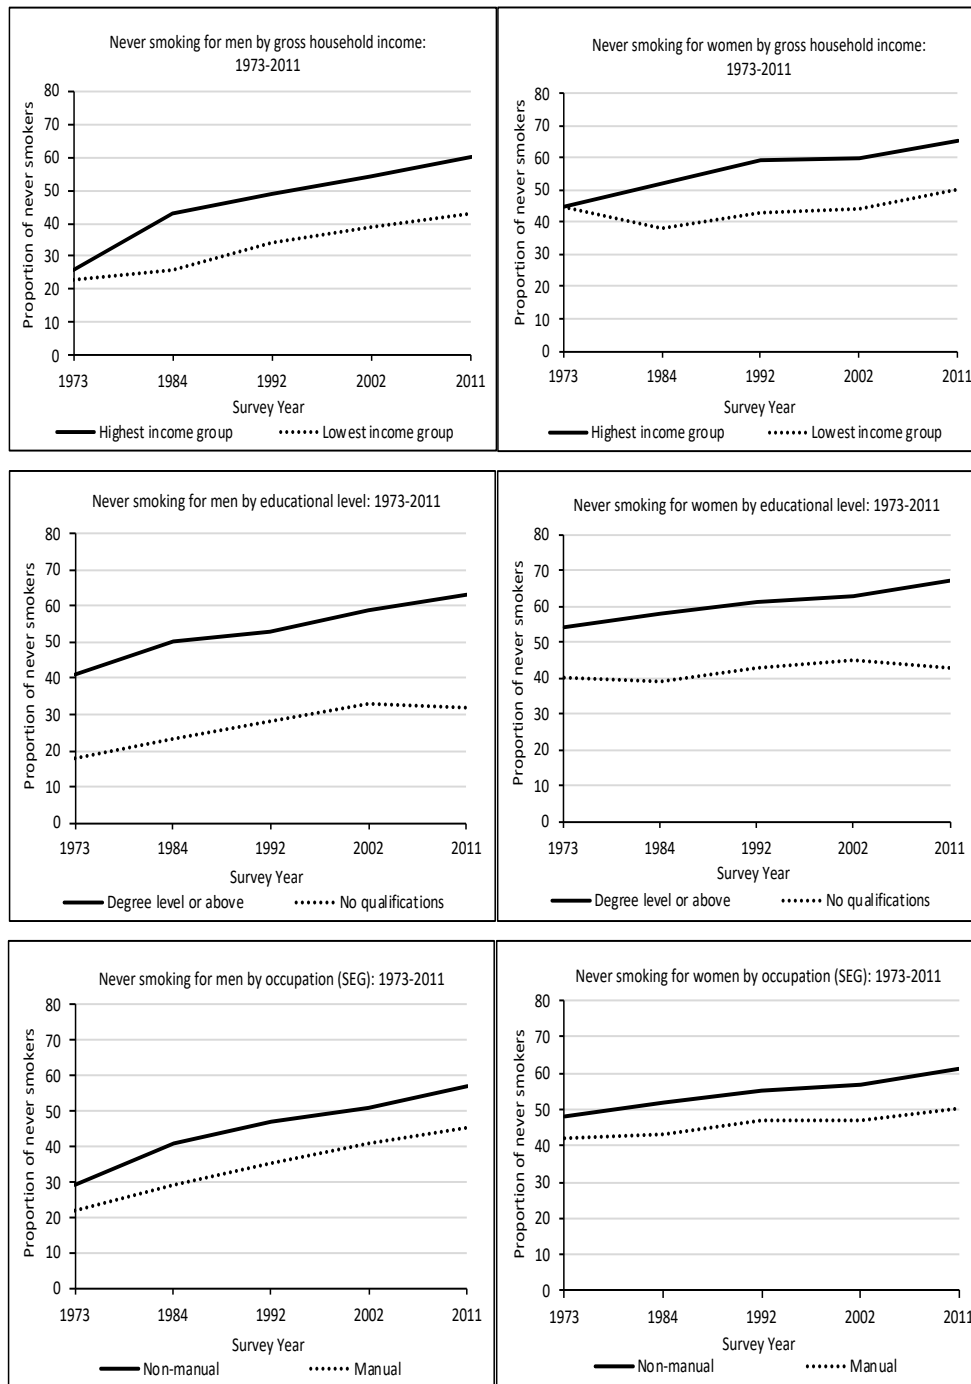 Never smoking for men by gross household income:
1973-2011
Proportion of never smokers
80
70
60
50
40
30
20
10
0
1973 1984 1992 2002 2011
Survey Year
Highest income group Lowest income group
Never smoking for women by gross household income:
1973-2011
Proportion of never smokers
80
70
60
50
40
30
20
10
0
1973 1984 1992 2002 2011
Survey Year
Highest income group Lowest income group
Never smoking for men by educational level: 1973-2011
Proportion of never smokers
80
70
60
50
40
30
20
10
0
1973 1984 1992 2002 2011
Survey Year
Degree level or above No qualifications
Never smoking for women by educational level: 1973-2011
Proportion of never smokers
80
70
60
50
40
30
20
10
0
1973 1984 1992 2002 2011
Survey Year
Degree level or above No qualifications
Never smoking for men by occupation (SEG): 1973-2011
Proportion of never smokers
80
70
60
50
40
30
20
10
0
1973 1984 1992 2002 2011
Survey Year
Non-manual Manual
Never smoking for women by occupation (SEG): 1973-2011
Proportion of never smokers
80
70
60
50
40
30
20
10
0
1973 1984 1992 2002 2011
Survey Year
Non-manual Manual